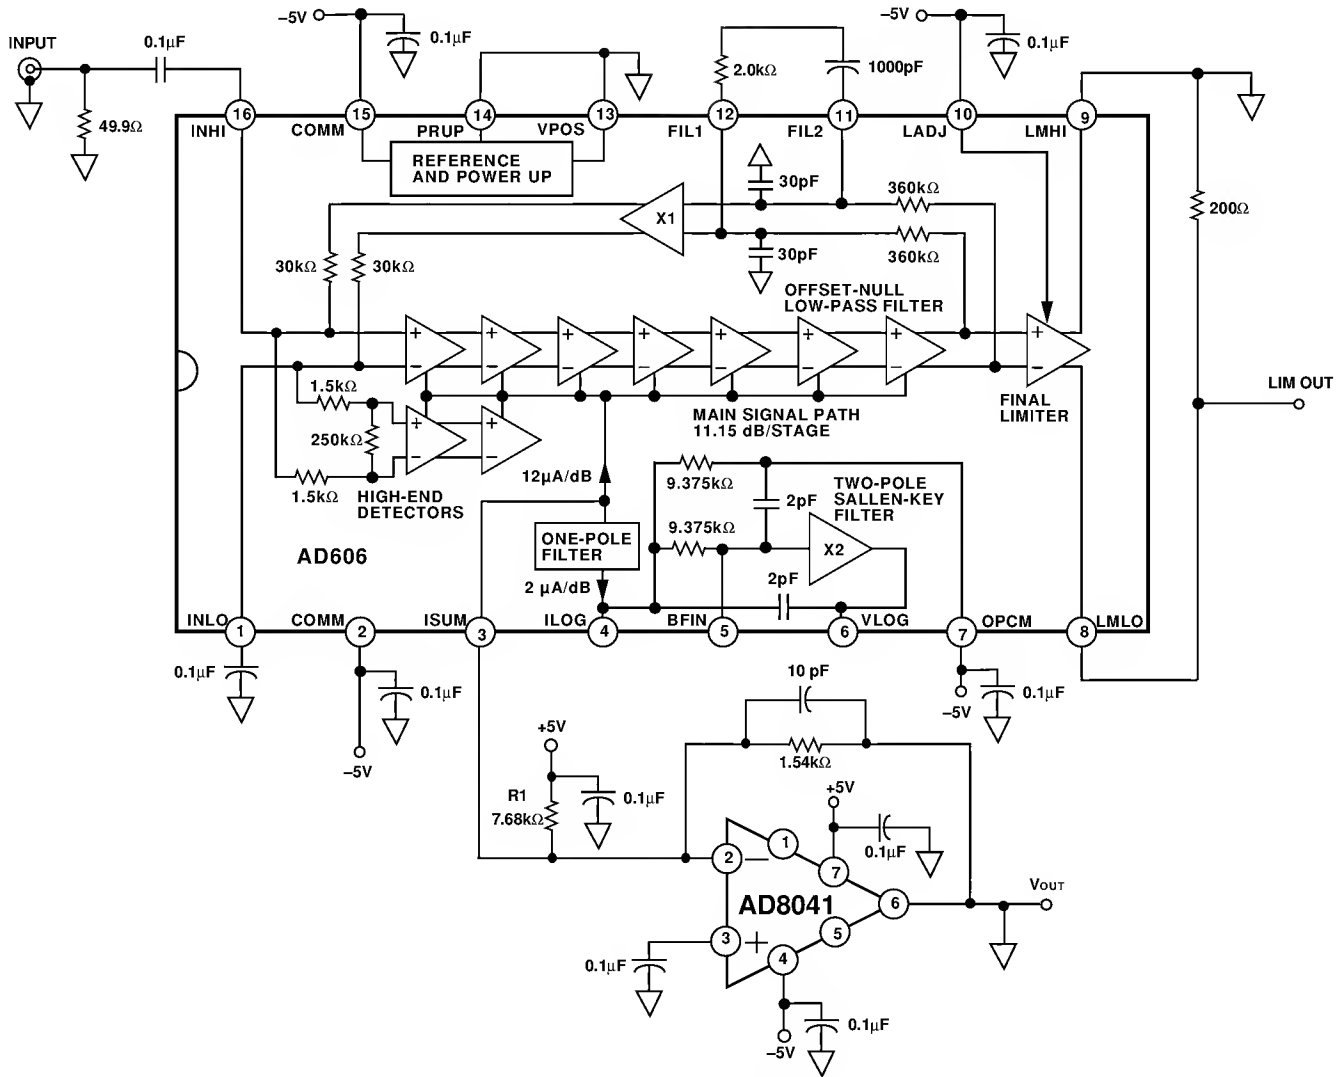 –5V
–5V
INPUT
0.1µF
0.1µF
0.1µF
2.0kΩ
1000pF
49.9Ω
16
15
14
13
12
11
10
9
INHI
COMM
PRUP
VPOS
FIL1
FIL2
LADJ
LMHI
REFERENCE
AND POWER UP
30pF
360kΩ
X1
200Ω
30kΩ
30kΩ
30pF
360kΩ
OFFSET-NULL
LOW-PASS FILTER
+
+
+
+
+
+
+
+
–
–
–
–
–
–
–
–
1.5kΩ
LIM OUT
MAIN SIGNAL PATH
11.15 dB/STAGE
FINAL
LIMITER
250kΩ
+
+
–
–
1.5kΩ
HIGH-END
DETECTORS
12µA/dB
9.375kΩ
TWO-POLE
SALLEN-KEY
FILTER
2pF
9.375kΩ
ONE-POLE
FILTER
X2
AD606
2 µA/dB
2pF
INLO
COMM
ISUM
ILOG
BFIN
VLOG
OPCM
LMLO
1
2
3
4
5
6
7
8
0.1µF
0.1µF
10 pF
0.1µF
–5V
+5V
–5V
1.54kΩ
R1
7.68kΩ
0.1µF
+5V
2
–
1
7
0.1µF
AD8041
6
VOUT
3
+
5
4
0.1µF
0.1µF
–5V